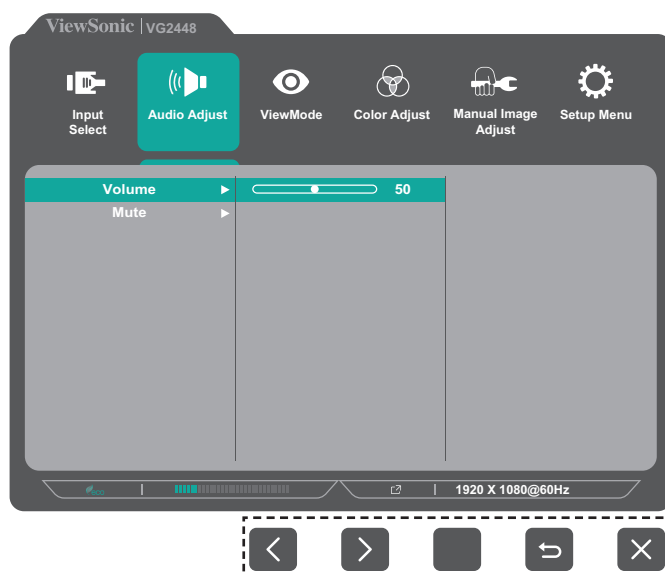 ViewSonic | VG2448
Input
Select
Audio Adjust
ViewMode
Color Adjust
Manual Image
Adjust
Setup Menu
Volume
50
Mute
eco
1920 X 1080@60Hz